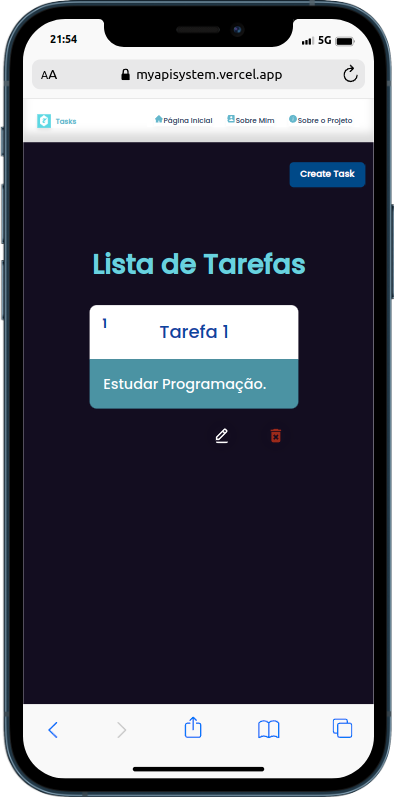 21:54
5G
AA
myapisystem.vercel.app
Tasks
Página Inicial
Sobre Mim
Sobre o Projeto
Create Task
Lista de Tarefas
1
Tarefa 1
Estudar Programação.